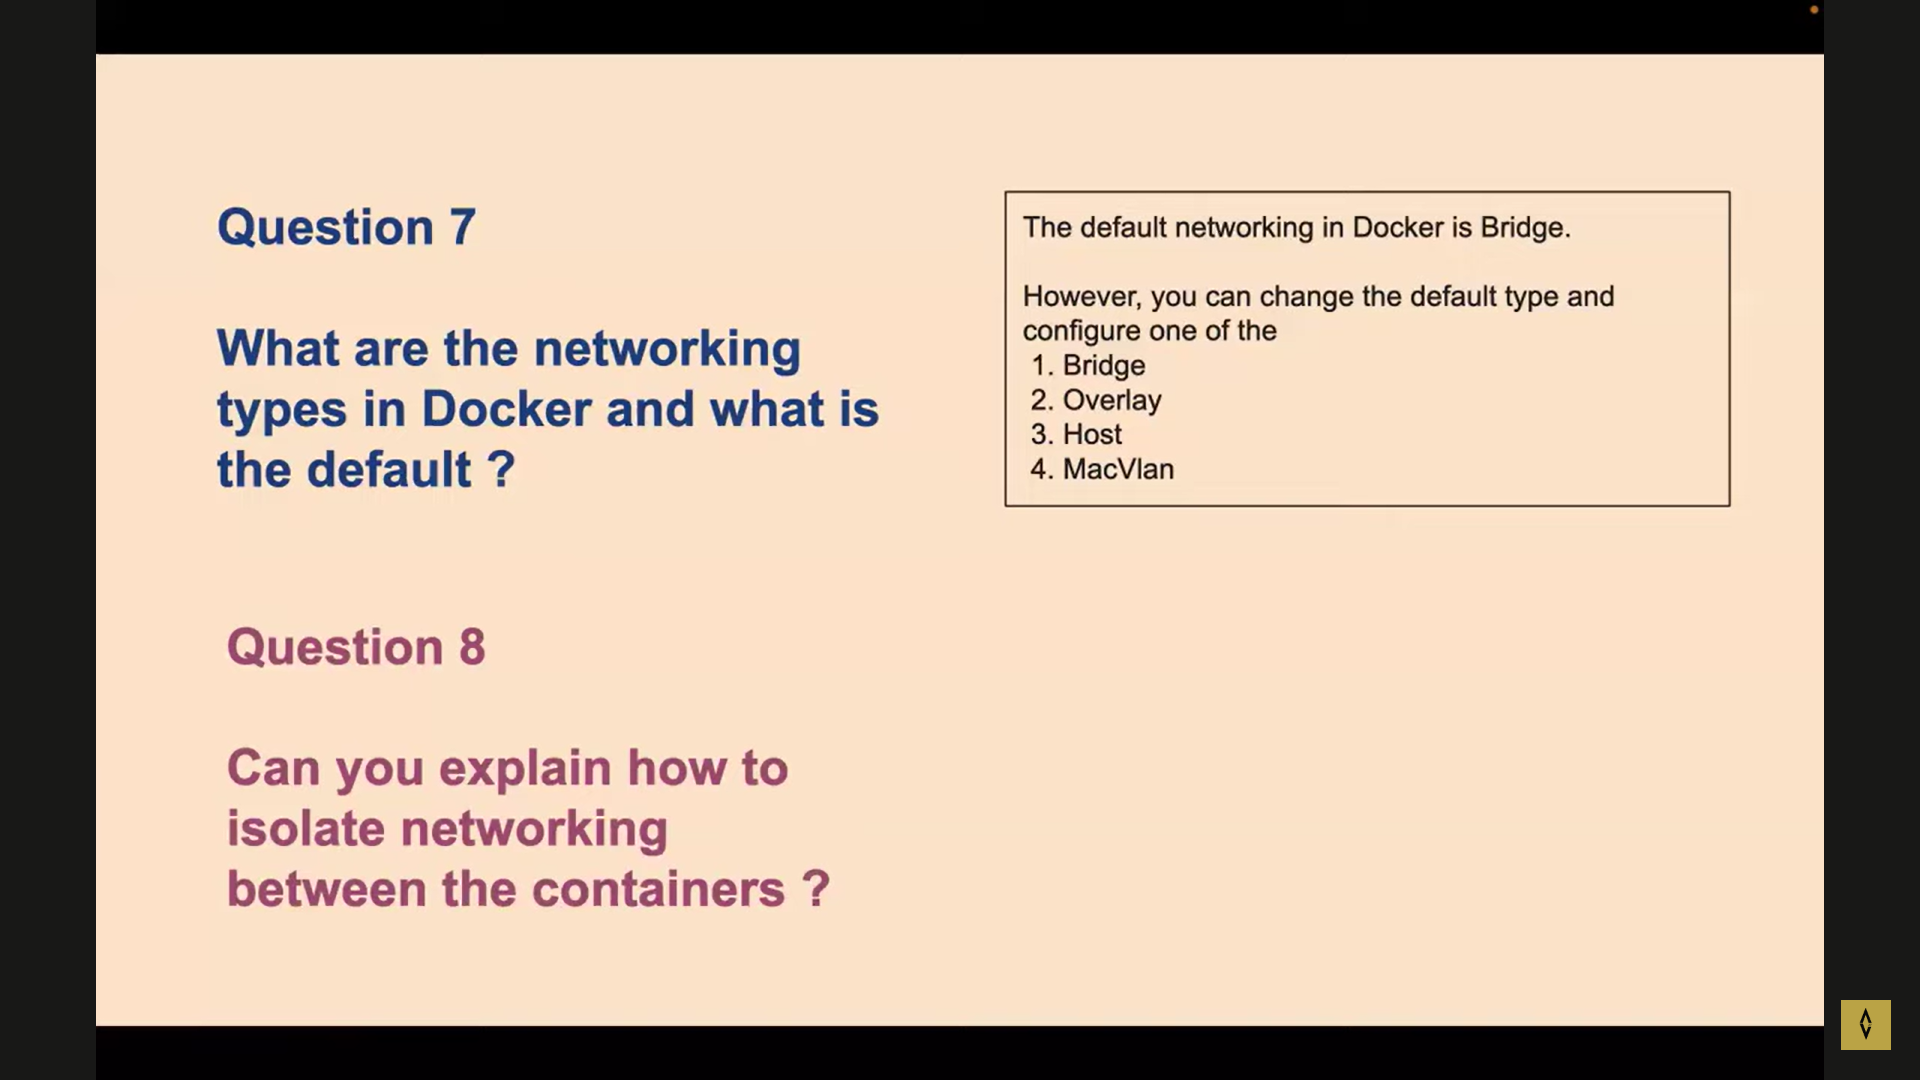 Question 7
What are the networking
types in Docker and what is
the default ?
The default networking in Docker is Bridge.
However, you can change the default type and
configure one of the
1. Bridge
2. Overlay
3. Host
4. MacVlan
Question 8
Can you explain how to
isolate networking
between the containers ?